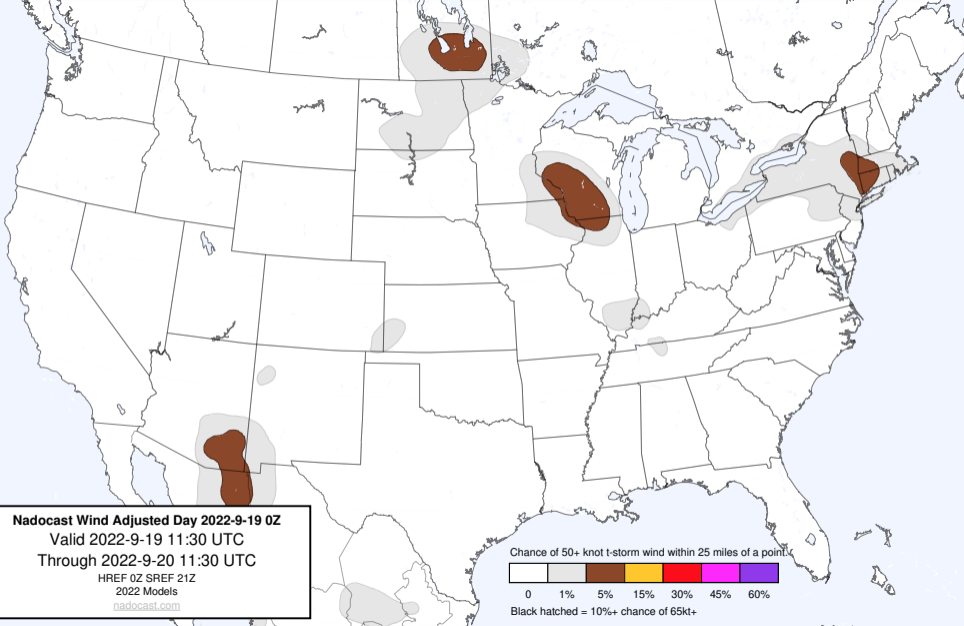 Nadocast Wind Adjusted Day 2022-9-19 0Z
Valid 2022-9-19 11:30 UTC
Through 2022-9-20 11:30 UTC
HREF 0Z SREF 21Z
2022 Models
nadocast.com
Chance of 50+ knot t-storm wind within 25 miles of a point.
0 1% 5% 15% 30% 45% 60%
Black hatched = 10%+ chance of 65kt+